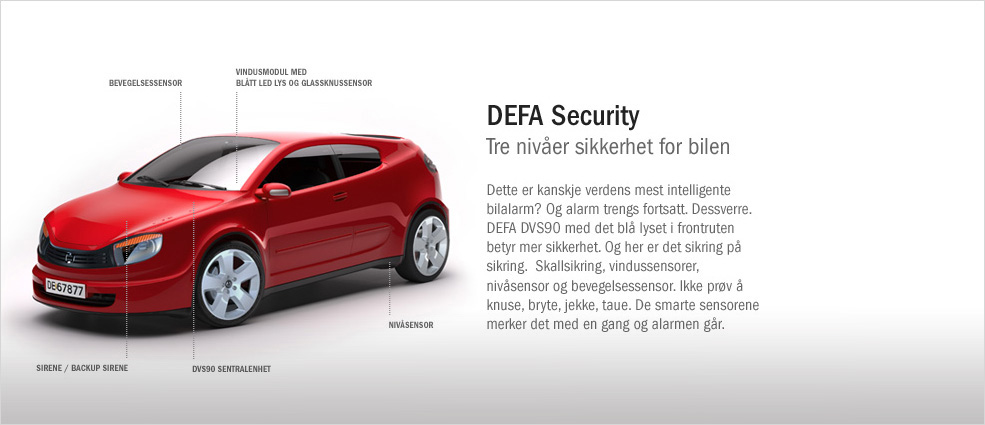 VINDUSMODUL MED
BEVEGELSESSENSOR
BLÅTT LED LYS OG GLASSKNUSSENSOR
DEFA Security
Tre nivåer sikkerhet for bilen
Dette er kanskje verdens mest intelligente
bilalarm? Og alarm trengs fortsatt. Dessverre.
DEFA DVS90 med det blå lyset i frontruten
betyr mer sikkerhet. Og her er det sikring på
sikring. Skallsikring, vindussensorer,
nivåsensor og bevegelsessensor. Ikke prøv å
knuse, bryte, jekke, taue. De smarte sensorene
merker det med en gang og alarmen går.
DE67877
NIVÅSENSOR
SIRENE / BACKUP SIRENE
DVS90 SENTRALENHET